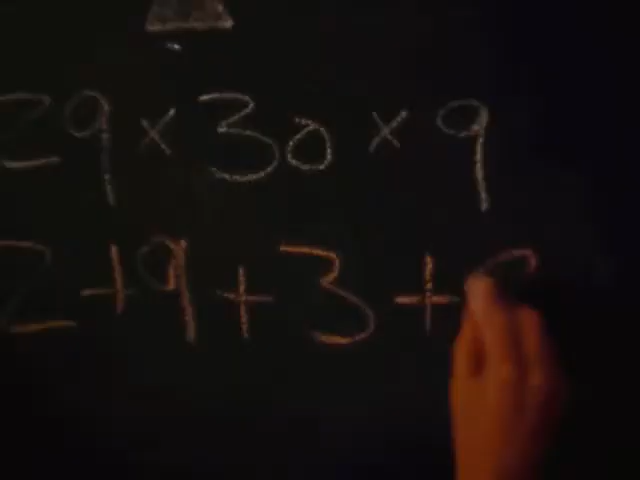 29 × 30 × 9
2 + 9 + 3 +